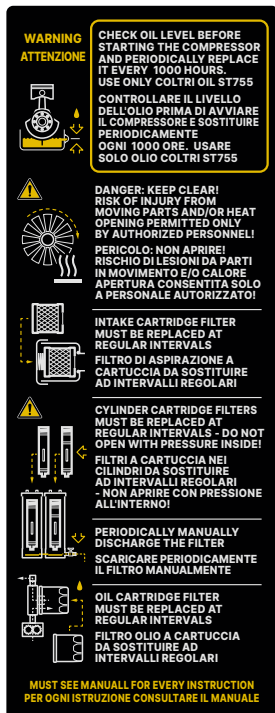 WARNING
ATTENZIONE
CHECK OIL LEVEL BEFORE
STARTING THE COMPRESSOR
AND PERIODICALLY REPLACE
IT EVERY 1000 HOURS.
USE ONLY COLTRI OIL ST755
CONTROLLARE IL LIVELLO
DELL'OLIO PRIMA DI AVVIARE
IL COMPRESSORE E SOSTITUIRE
PERIODICAMENTE
OGNI 1000 ORE. USARE
SOLO OLIO COLTRI ST755
DANGER: KEEP CLEAR!
RISK OF INJURY FROM
MOVING PARTS AND/OR HEAT
OPENING PERMITTED ONLY
BY AUTHORIZED PERSONNEL!
PERICOLO: NON APRIRE!
RISCHIO DI LESIONI DA PARTI
IN MOVIMENTO E/O CALORE
APERTURA CONSENTITA SOLO
A PERSONALE AUTORIZZATO!
INTAKE CARTRIDGE FILTER
MUST BE REPLACED AT
REGULAR INTERVALS
FILTRO DI ASPIRAZIONE A
CARTUCCIA DA SOSTITUIRE
AD INTERVALLI REGOLARI
CYLINDER CARTRIDGE FILTERS
MUST BE REPLACED AT
REGULAR INTERVALS - DO NOT
OPEN WITH PRESSURE INSIDE!
FILTRI A CARTUCCIA NEI
CILINDRI DA SOSTITUIRE
AD INTERVALLI REGOLARI
- NON APRIRE CON PRESSIONE
ALL'INTERNO!
PERIODICALLY MANUALLY
DISCHARGE THE FILTER
SCARICARE PERIODICAMENTE
IL FILTRO MANUALMENTE
OIL CARTRIDGE FILTER
MUST BE REPLACED AT
REGULAR INTERVALS
FILTRO OLIO A CARTUCCIA
DA SOSTITUIRE AD
INTERVALLI REGOLARI
MUST SEE MANUALL FOR EVERY INSTRUCTION
PER OGNI ISTRUZIONE CONSULTARE IL MANUALE